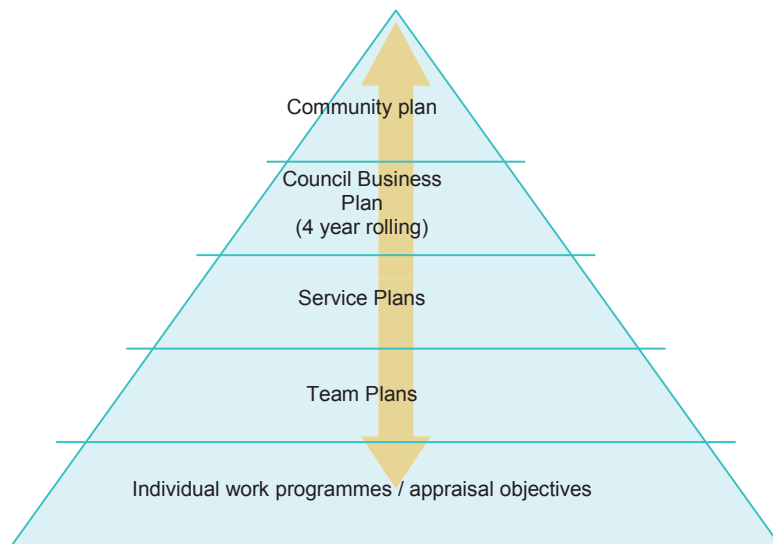 Community plan
Council Business
Plan
(4 year rolling)
Service Plans
Team Plans
Individual work programmes / appraisal objectives